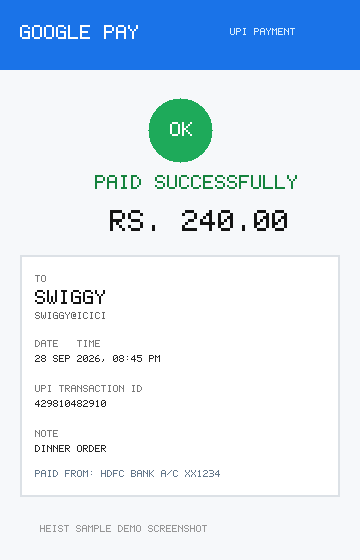 GOOGLE PAY
UPI PAYMENT
OK
PAID SUCCESSFULLY
RS. 240.00
TO
SWIGGY
SWIGGY@ICICI
DATE TIME
28 SEP 2026, 08:45 PM
UPI TRANSACTION ID
429810482910
NOTE
DINNER ORDER
PAID FROM: HDFC BANK A/C XX1234
HEIST SAMPLE DEMO SCREENSHOT